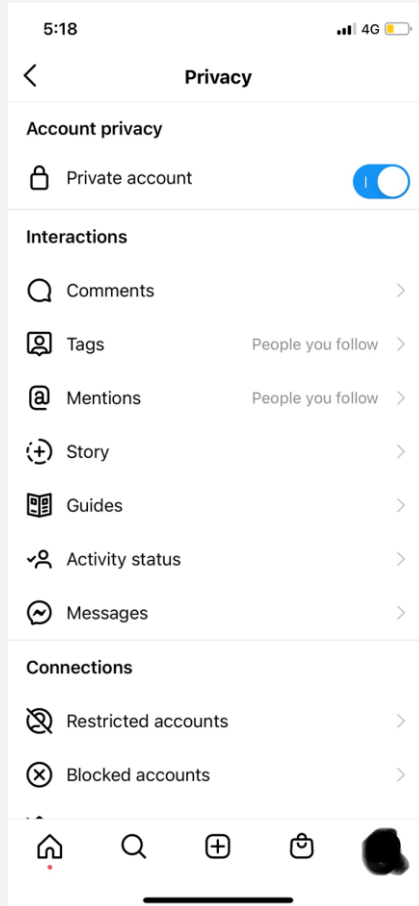 5:18
4G
Privacy
Account privacy
Private account
Interactions
Comments
Tags People you follow
Mentions People you follow
Story
Guides
Activity status
Messages
Connections
Restricted accounts
Blocked accounts